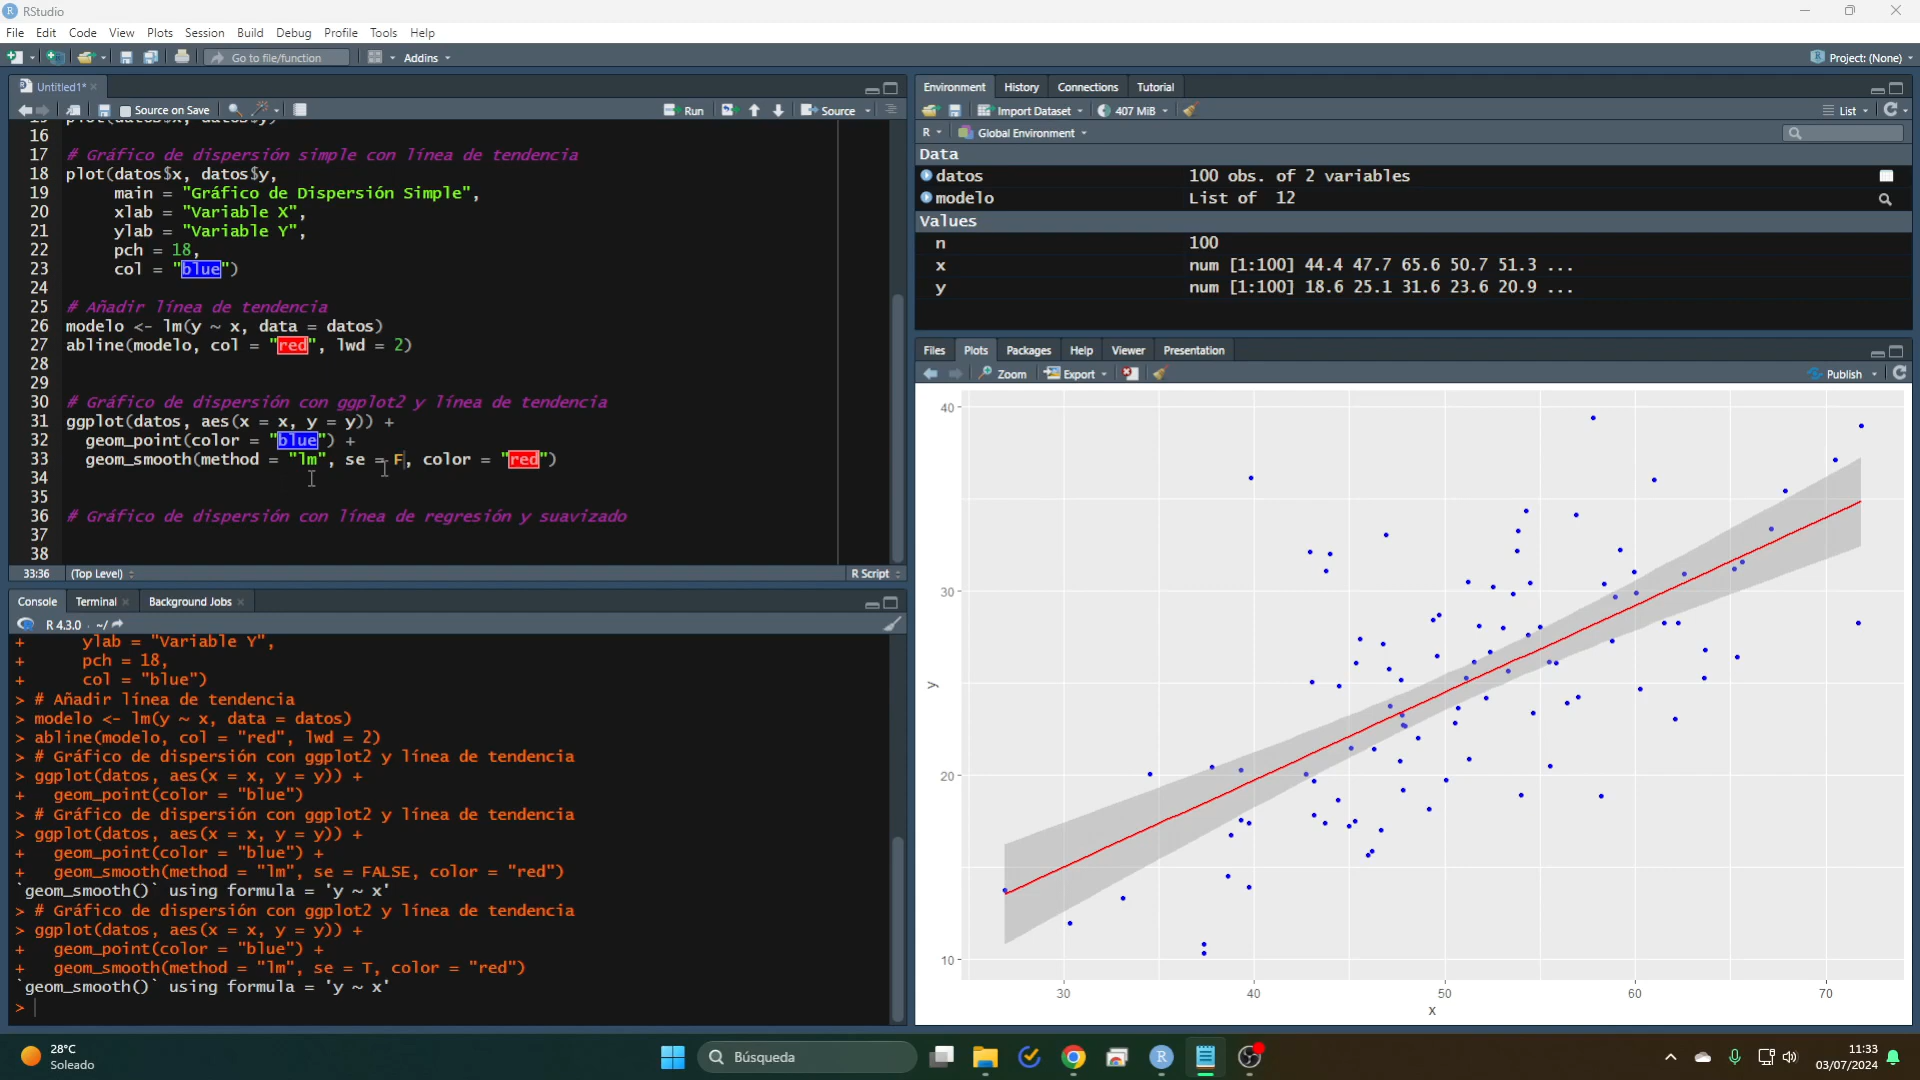 RStudio
File Edit Code View Plots Session Build Debug Profile Tools Help
Go to file/function Addins Project: (None)
Untitled1*
Source on Save Run Source
16
17 # Gráfico de dispersión simple con línea de tendencia
18 plot(datos$x, datos$y,
19 main = "Gráfico de Dispersión Simple",
20 xlab = "Variable X",
21 ylab = "Variable Y",
22 pch = 18,
23 col = "blue")
24
25 # Añadir línea de tendencia
26 modelo <- lm(y ~ x, data = datos)
27 abline(modelo, col = "red", lwd = 2)
28
29
30 # Gráfico de dispersión con ggplot2 y línea de tendencia
31 ggplot(datos, aes(x = x, y = y)) +
32 geom_point(color = "blue") +
33 geom_smooth(method = "lm", se = F, color = "red")
34
35
36 # Gráfico de dispersión con línea de regresión y suavizado
37
38
33:36 (Top Level) R Script
Console Terminal Background Jobs
R 4.3.0 · ~/
+ ylab = "Variable Y",
+ pch = 18,
+ col = "blue")
> # Añadir línea de tendencia
> modelo <- lm(y ~ x, data = datos)
> abline(modelo, col = "red", lwd = 2)
> # Gráfico de dispersión con ggplot2 y línea de tendencia
> ggplot(datos, aes(x = x, y = y)) +
+ geom_point(color = "blue")
> # Gráfico de dispersión con ggplot2 y línea de tendencia
> ggplot(datos, aes(x = x, y = y)) +
+ geom_point(color = "blue") +
+ geom_smooth(method = "lm", se = FALSE, color = "red")
`geom_smooth()` using formula = 'y ~ x'
> # Gráfico de dispersión con ggplot2 y línea de tendencia
> ggplot(datos, aes(x = x, y = y)) +
+ geom_point(color = "blue") +
+ geom_smooth(method = "lm", se = T, color = "red")
`geom_smooth()` using formula = 'y ~ x'
>
Environment History Connections Tutorial
Import Dataset 407 MiB List
R Global Environment
Data
datos 100 obs. of 2 variables
modelo List of 12
Values
n 100
x num [1:100] 44.4 47.7 65.6 50.7 51.3 ...
y num [1:100] 18.6 25.1 31.6 23.6 20.9 ...
Files Plots Packages Help Viewer Presentation
Zoom Export Publish
40
30
y
20
10
30 40 50 60 70
x
28°C
Soleado
Búsqueda
11:33
03/07/2024